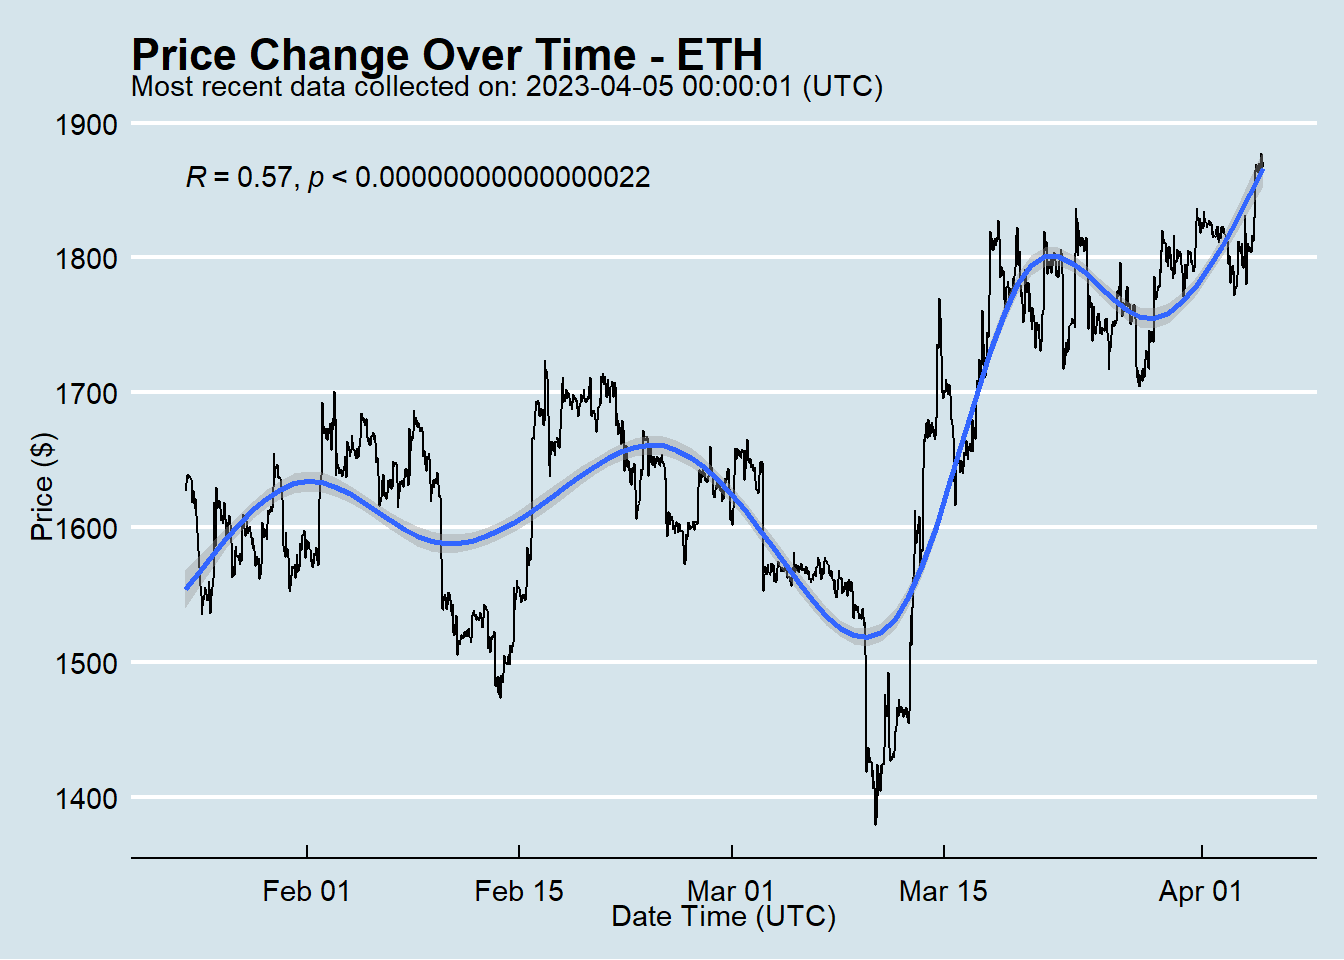 Price Change Over Time - ETH
Most recent data collected on: 2023-04-05 00:00:01 (UTC)
R = 0.57, p < 0.00000000000000022
1900
1800
1700
1600
1500
1400
Price ($)
Feb 01 Feb 15 Mar 01 Mar 15 Apr 01
Date Time (UTC)